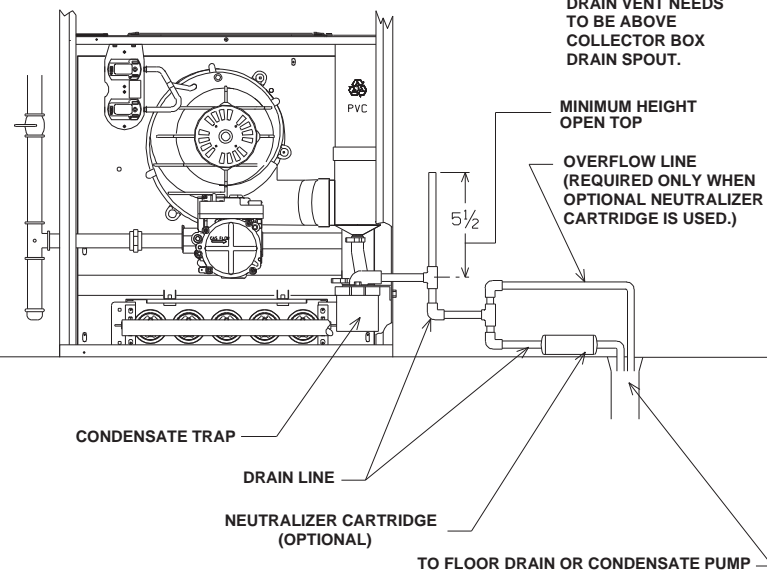 DRAIN VENT NEEDS
TO BE ABOVE
COLLECTOR BOX
DRAIN SPOUT.
PVC
MINIMUM HEIGHT
OPEN TOP
OVERFLOW LINE
(REQUIRED ONLY WHEN
OPTIONAL NEUTRALIZER
CARTRIDGE IS USED.)
5½
CONDENSATE TRAP
DRAIN LINE
NEUTRALIZER CARTRIDGE
(OPTIONAL)
TO FLOOR DRAIN OR CONDENSATE PUMP